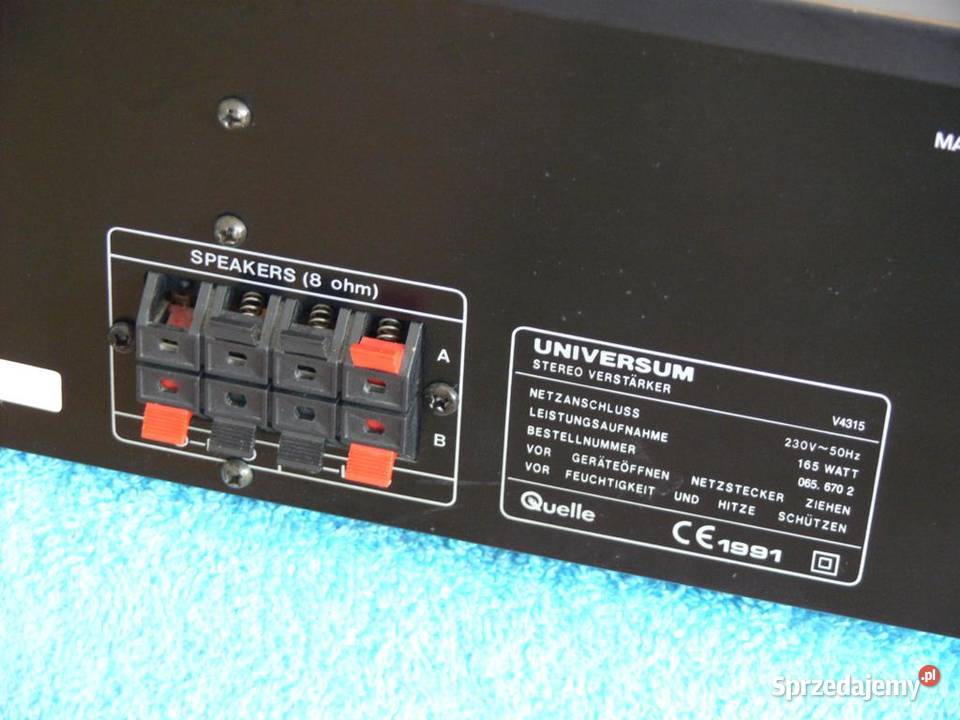 MA
SPEAKERS (8 ohm)
A
B
UNIVERSUM
STEREO VERSTÄRKER V4315
NETZANSCHLUSS 230V~50Hz
LEISTUNGSAUFNAHME 165 WATT
BESTELLNUMMER 065. 670 2
VOR GERÄTEÖFFNEN NETZSTECKER ZIEHEN
VOR FEUCHTIGKEIT UND HITZE SCHÜTZEN
Quelle CE1991
Sprzedajemy.pl